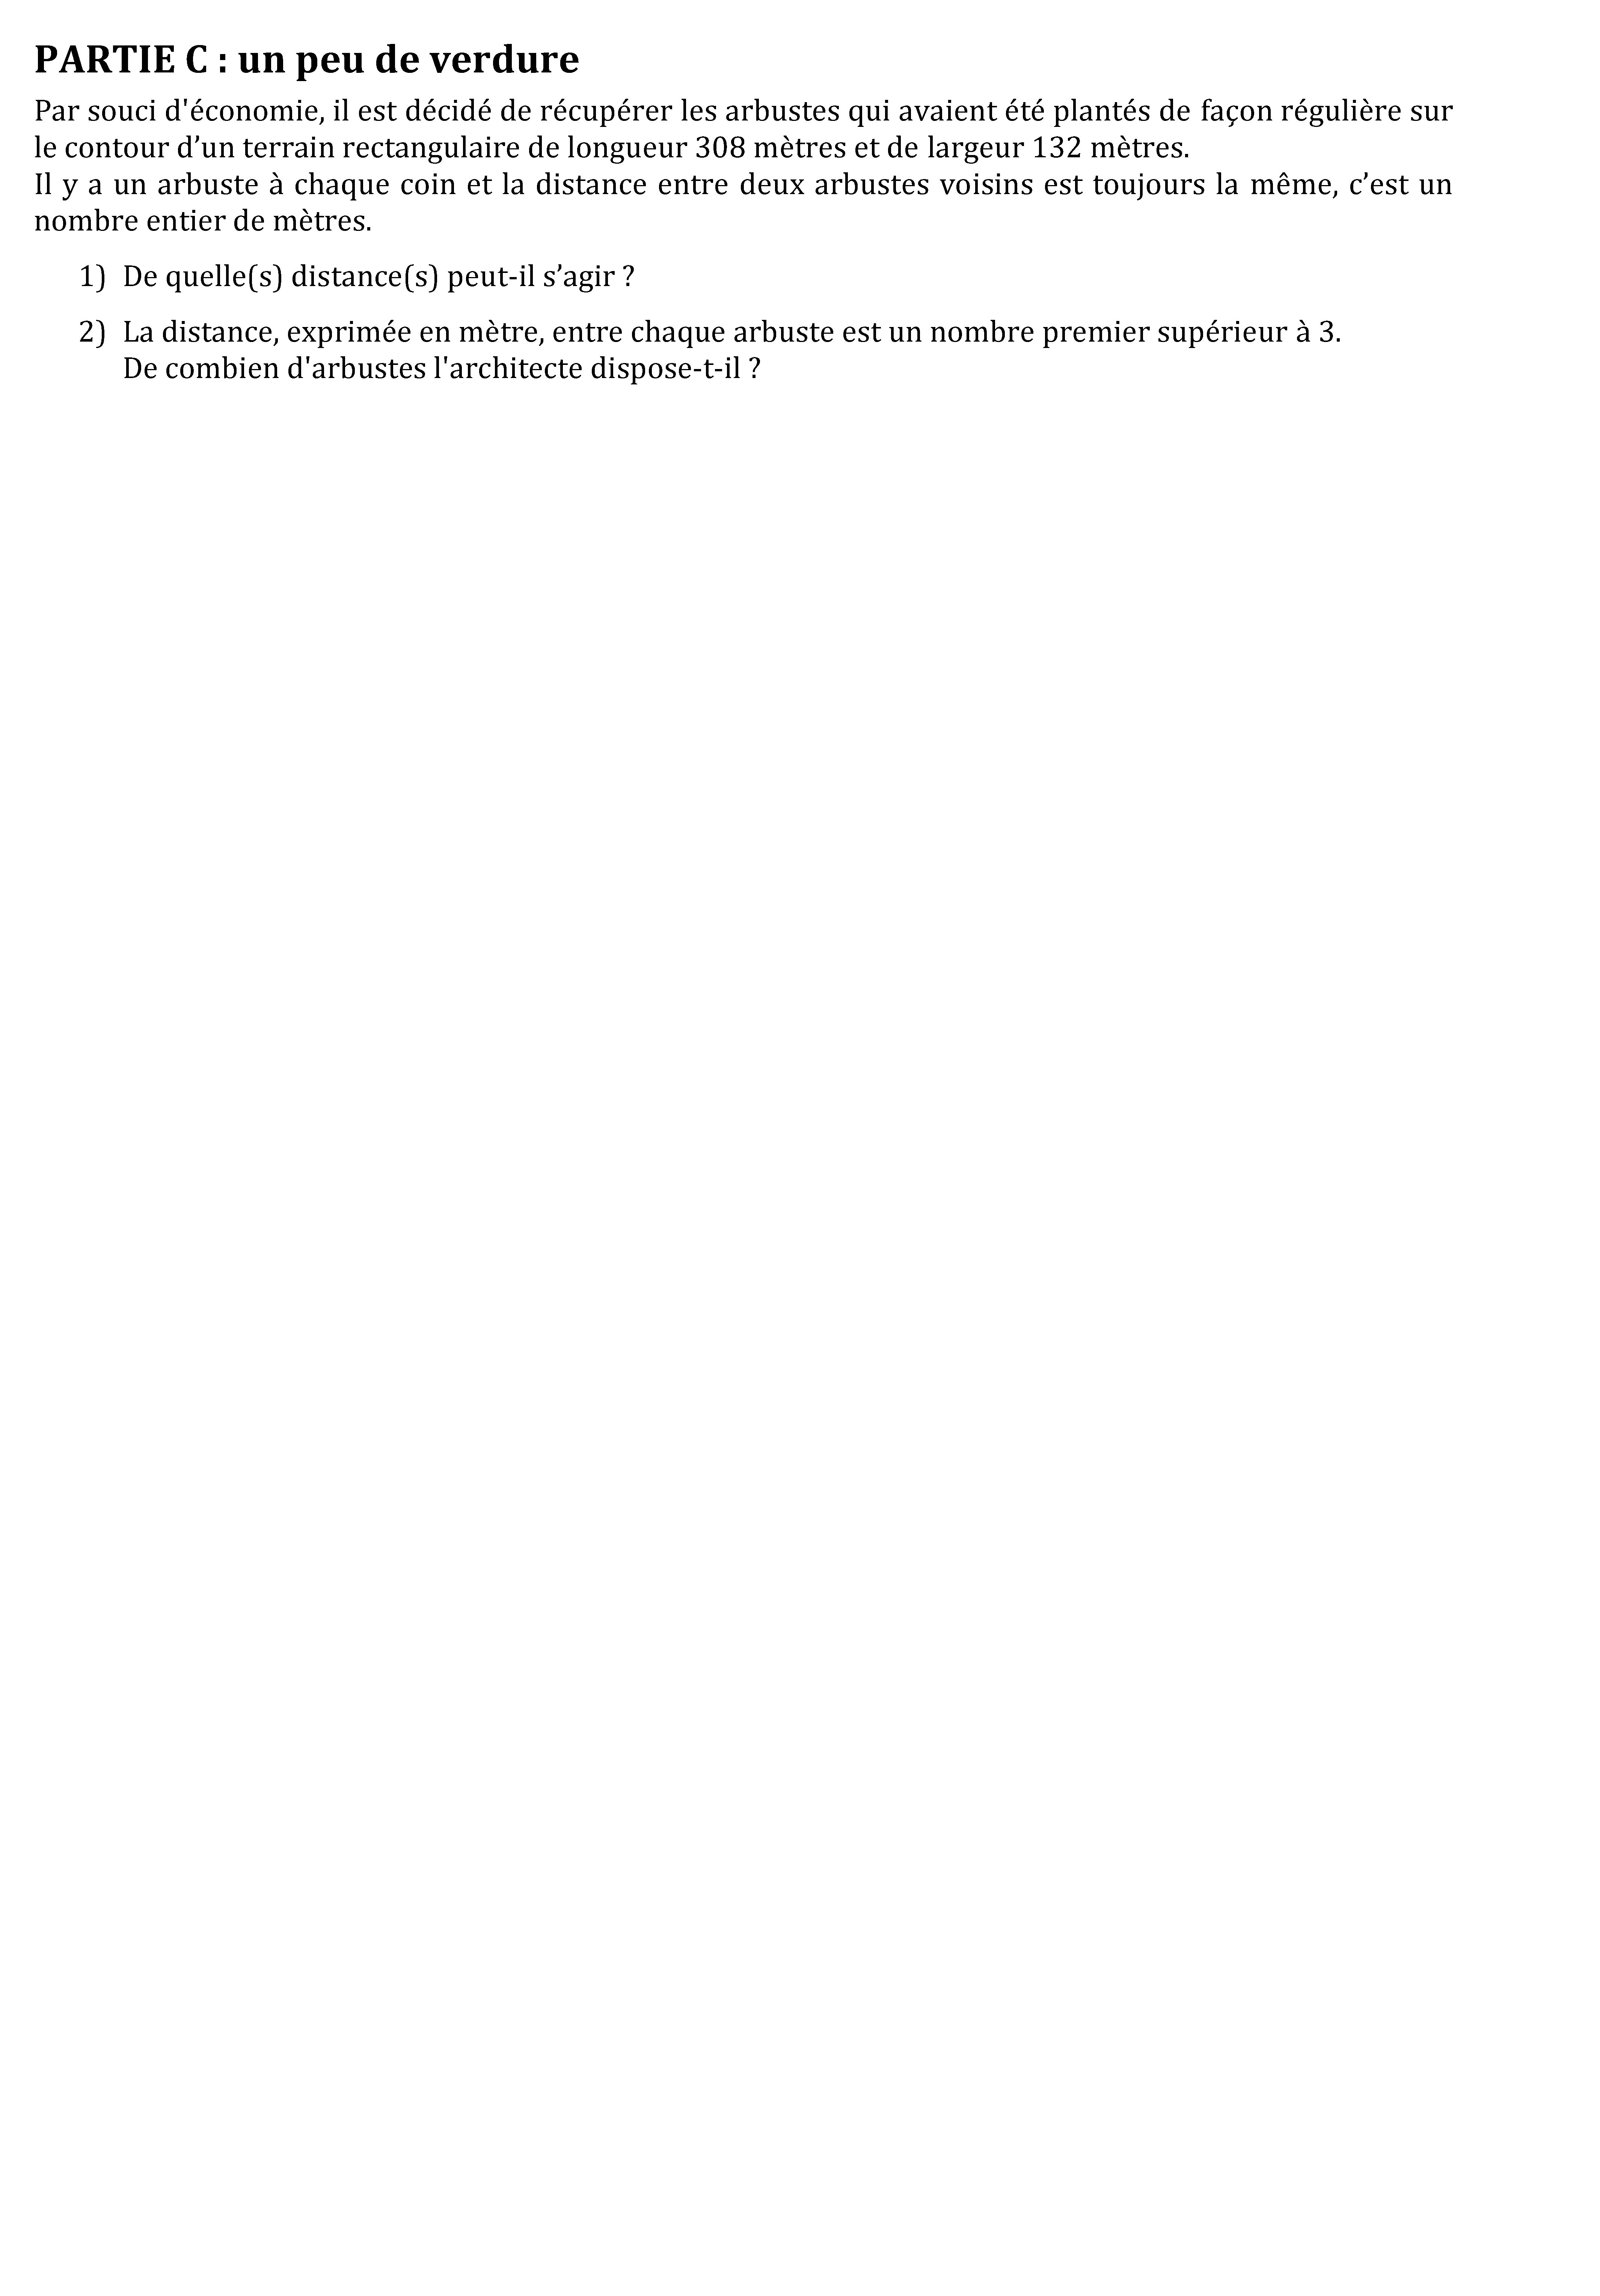 PARTIE C : un peu de verdure
Par souci d'économie, il est décidé de récupérer les arbustes qui avaient été plantés de façon régulière sur
le contour d’un terrain rectangulaire de longueur 308 mètres et de largeur 132 mètres.
Il y a un arbuste à chaque coin et la distance entre deux arbustes voisins est toujours la même, c’est un
nombre entier de mètres.
1) De quelle(s) distance(s) peut-il s’agir ?
2) La distance, exprimée en mètre, entre chaque arbuste est un nombre premier supérieur à 3.
De combien d'arbustes l'architecte dispose-t-il ?